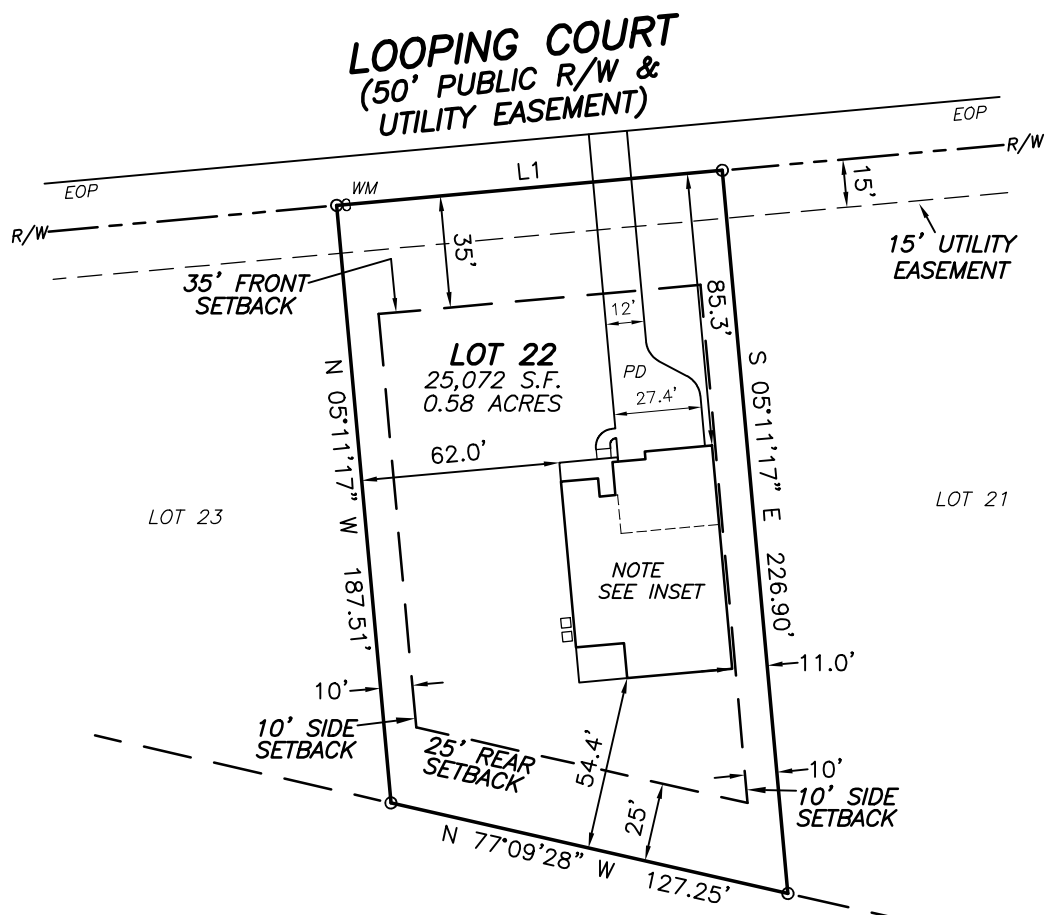 LOOPING COURT
(50' PUBLIC R/W &
UTILITY EASEMENT)
EOP
EOP
R/W
R/W
WM
L1
15'
15' UTILITY
EASEMENT
35' FRONT
SETBACK
35'
85.3'
12'
LOT 22
25,072 S.F.
0.58 ACRES
PD
27.4'
62.0'
N 05°11'17" W 187.51'
S 05°11'17" E 226.90'
LOT 23
LOT 21
NOTE
SEE INSET
11.0'
10'
10' SIDE
SETBACK
25' REAR
SETBACK
54.4'
25'
10'
10' SIDE
SETBACK
N 77°09'28" W 127.25'